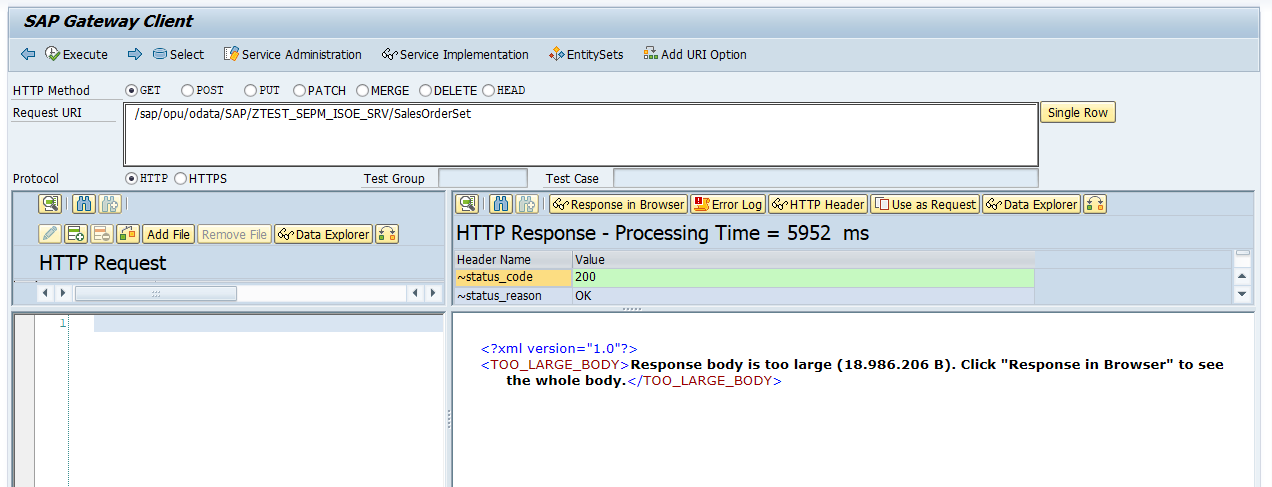 SAP Gateway Client
Execute Select Service Administration Service Implementation EntitySets Add URI Option
HTTP Method GET POST PUT PATCH MERGE DELETE HEAD
Request URI /sap/opu/odata/SAP/ZTEST_SEPM_ISOE_SRV/SalesOrderSet Single Row
Protocol HTTP HTTPS Test Group Test Case
Response in Browser Error Log HTTP Header Use as Request Data Explorer
Add File Remove File Data Explorer
HTTP Response - Processing Time = 5952 ms
HTTP Request
Header Name Value
~status_code 200
~status_reason OK
1
<?xml version="1.0"?>
<TOO_LARGE_BODY>Response body is too large (18.986.206 B). Click "Response in Browser" to see
the whole body.</TOO_LARGE_BODY>